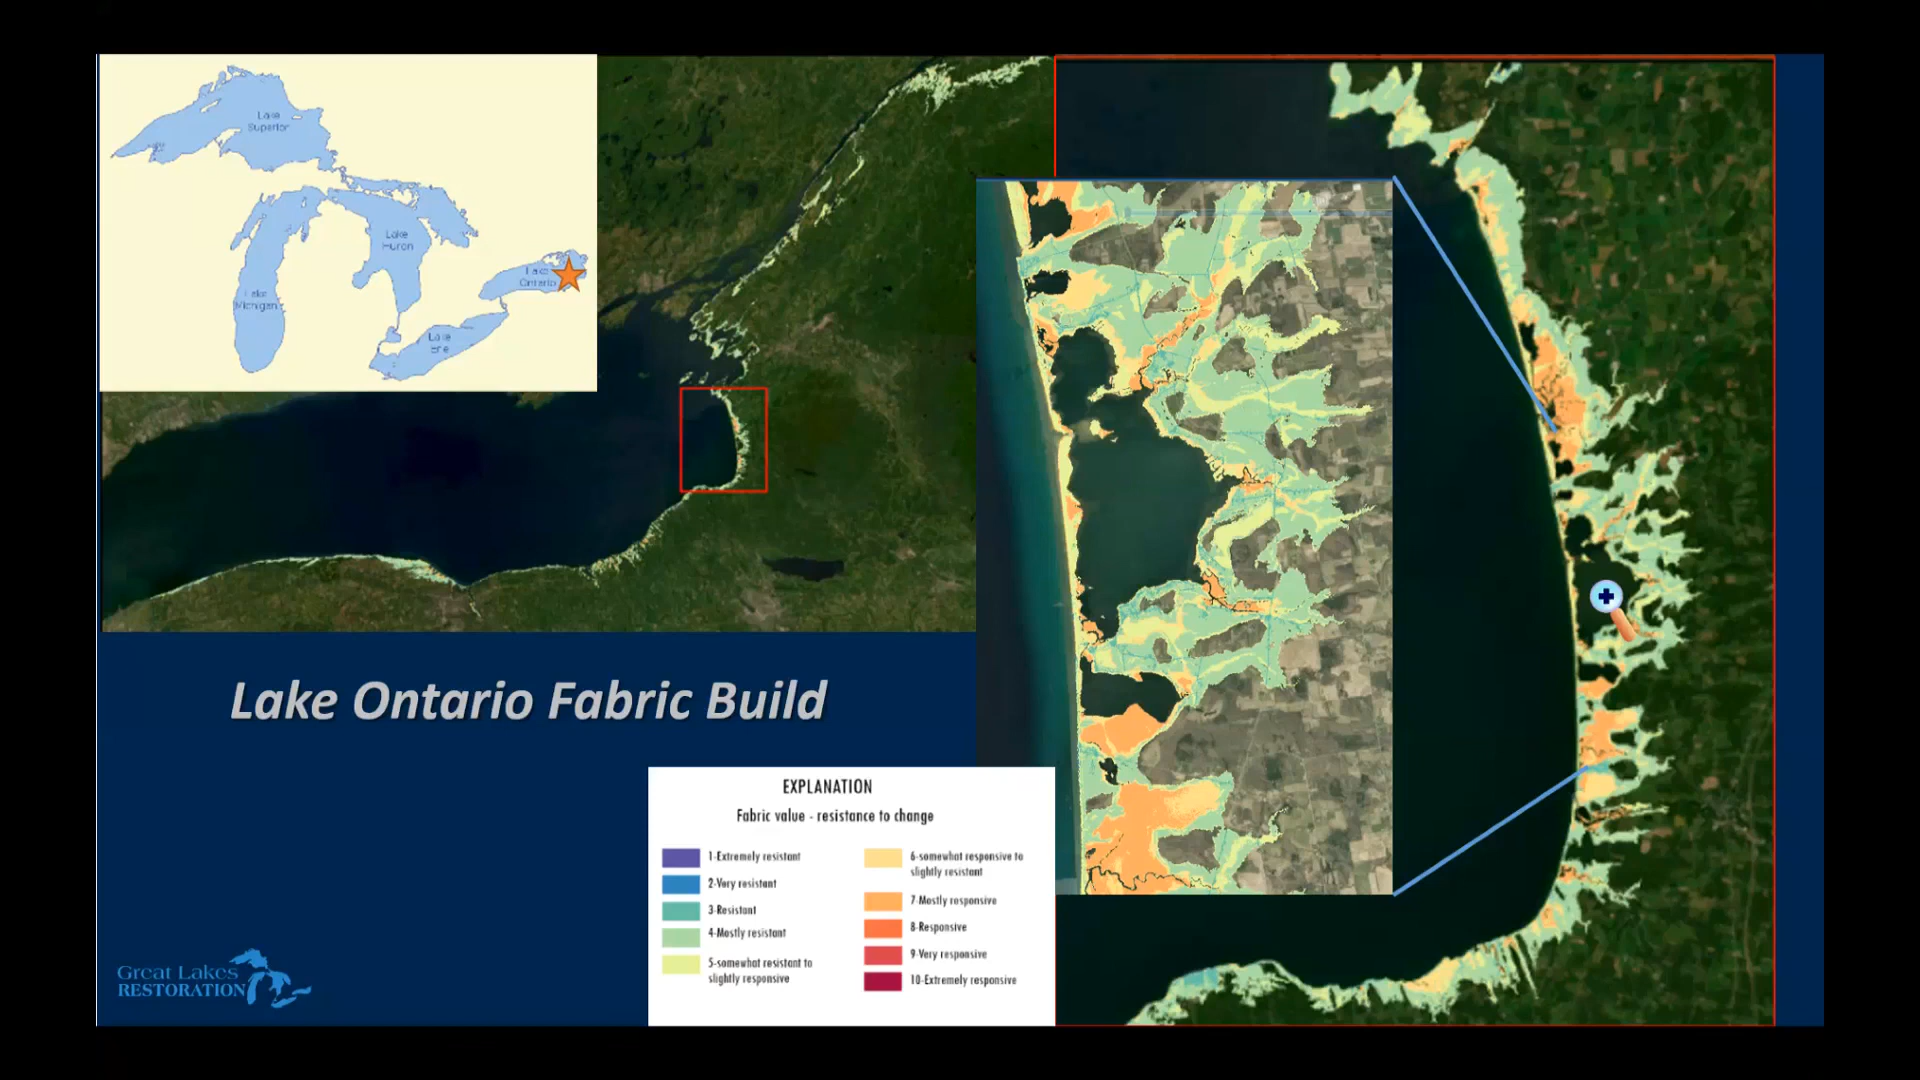 Lake
Superior
Lake
Huron
Lake
Ontario
Lake
Michigan
Lake
Erie
Lake Ontario Fabric Build
EXPLANATION
Fabric value - resistance to change
1-Extremely resistant
2-Very resistant
3-Resistant
4-Mostly resistant
5-somewhat resistant to
slightly responsive
6-somewhat responsive to
slightly resistant
7-Mostly responsive
8-Responsive
9-Very responsive
10-Extremely responsive
Great Lakes
RESTORATION